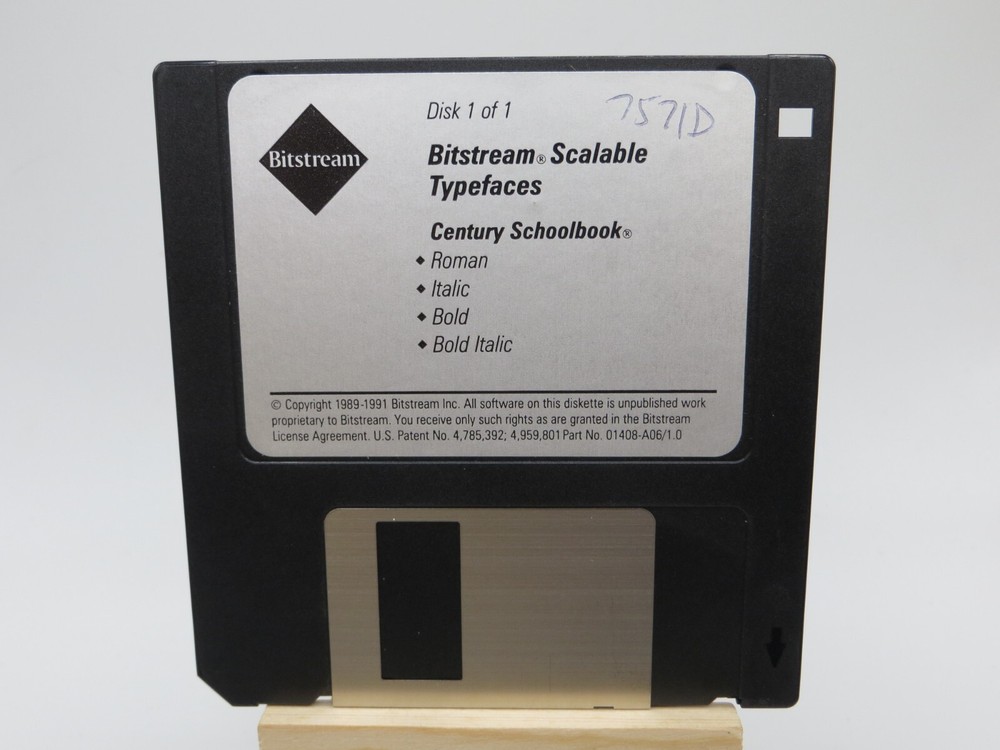 Disk 1 of 1
7571D
Bitstream
Bitstream® Scalable
Typefaces
Century Schoolbook®
◆ Roman
◆ Italic
◆ Bold
◆ Bold Italic
© Copyright 1989-1991 Bitstream Inc. All software on this diskette is unpublished work
proprietary to Bitstream. You receive only such rights as are granted in the Bitstream
License Agreement. U.S. Patent No. 4,785,392; 4,959,801 Part No. 01408-A06/1.0